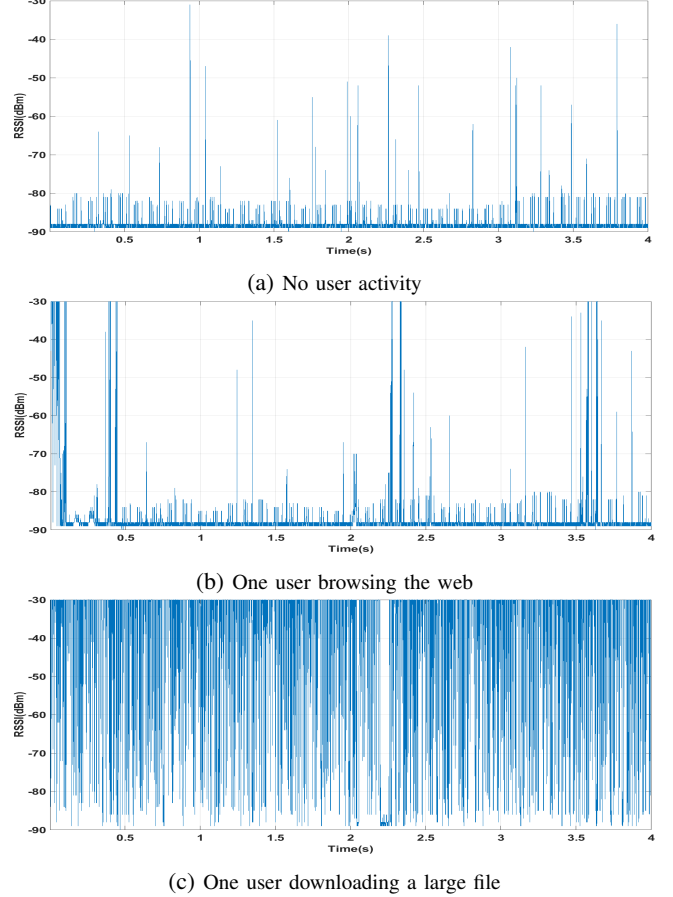 -30
-40
-50
-60
-70
-80
-90
RSSI(dBm)
0.5 1 1.5 2 2.5 3 3.5 4
Time(s)
(a) No user activity
-30
-40
-50
-60
-70
-80
-90
RSSI(dBm)
0.5 1 1.5 2 2.5 3 3.5 4
Time(s)
(b) One user browsing the web
-30
-40
-50
-60
-70
-80
-90
RSSI(dBm)
0.5 1 1.5 2 2.5 3 3.5 4
Time(s)
(c) One user downloading a large file